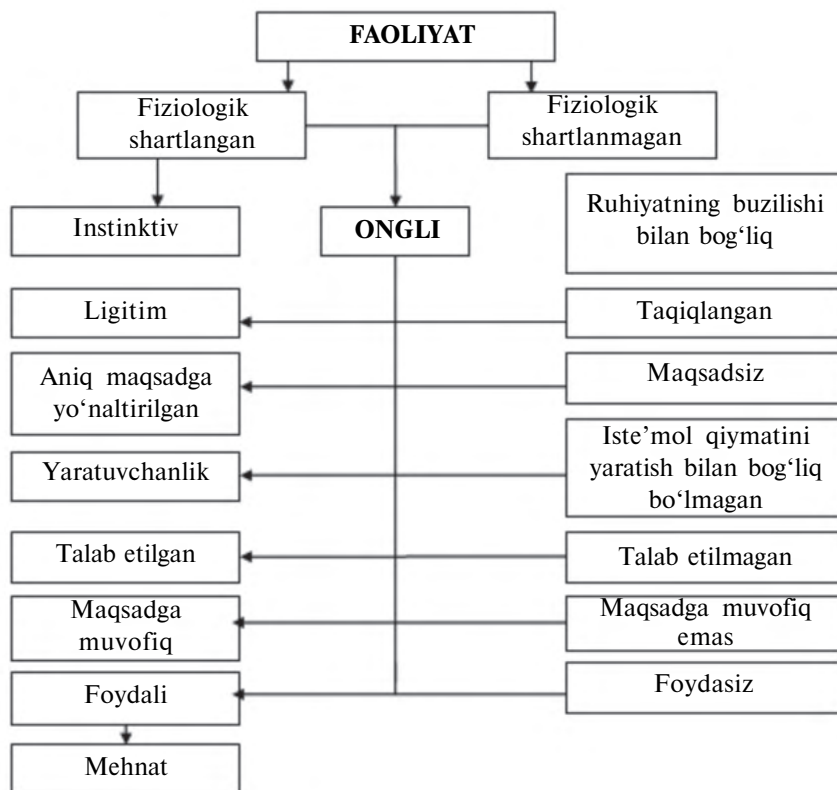 FAOLIYAT
Fiziologik
shartlangan
Fiziologik
shartlanmagan
Instinktiv
ONGLI
Ruhiyatning buzilishi
bilan bog‘liq
Ligitim
Taqiqlangan
Aniq maqsadga
yo‘naltirilgan
Maqsadsiz
Yaratuvchanlik
Iste’mol qiymatini
yaratish bilan bog‘liq
bo‘lmagan
Talab etilgan
Talab etilmagan
Maqsadga
muvofiq
Maqsadga muvofiq
emas
Foydali
Foydasiz
Mehnat